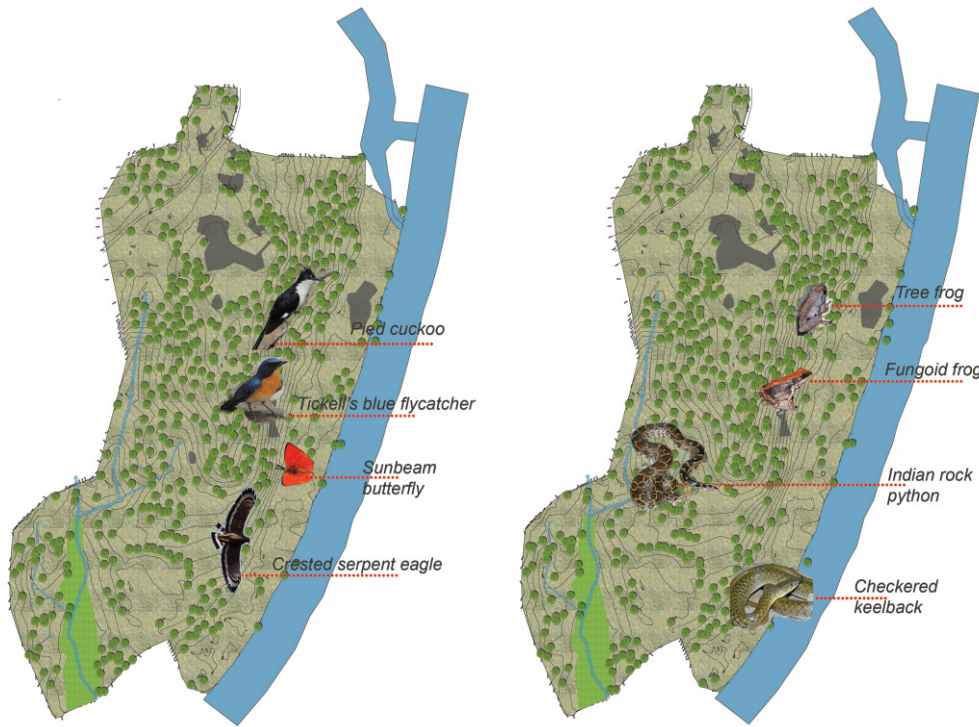 Pied cuckoo
Tickell's blue flycatcher
Sunbeam
butterfly
Crested serpent eagle
Tree frog
Fungoid frog
Indian rock
python
Checkered
keelback